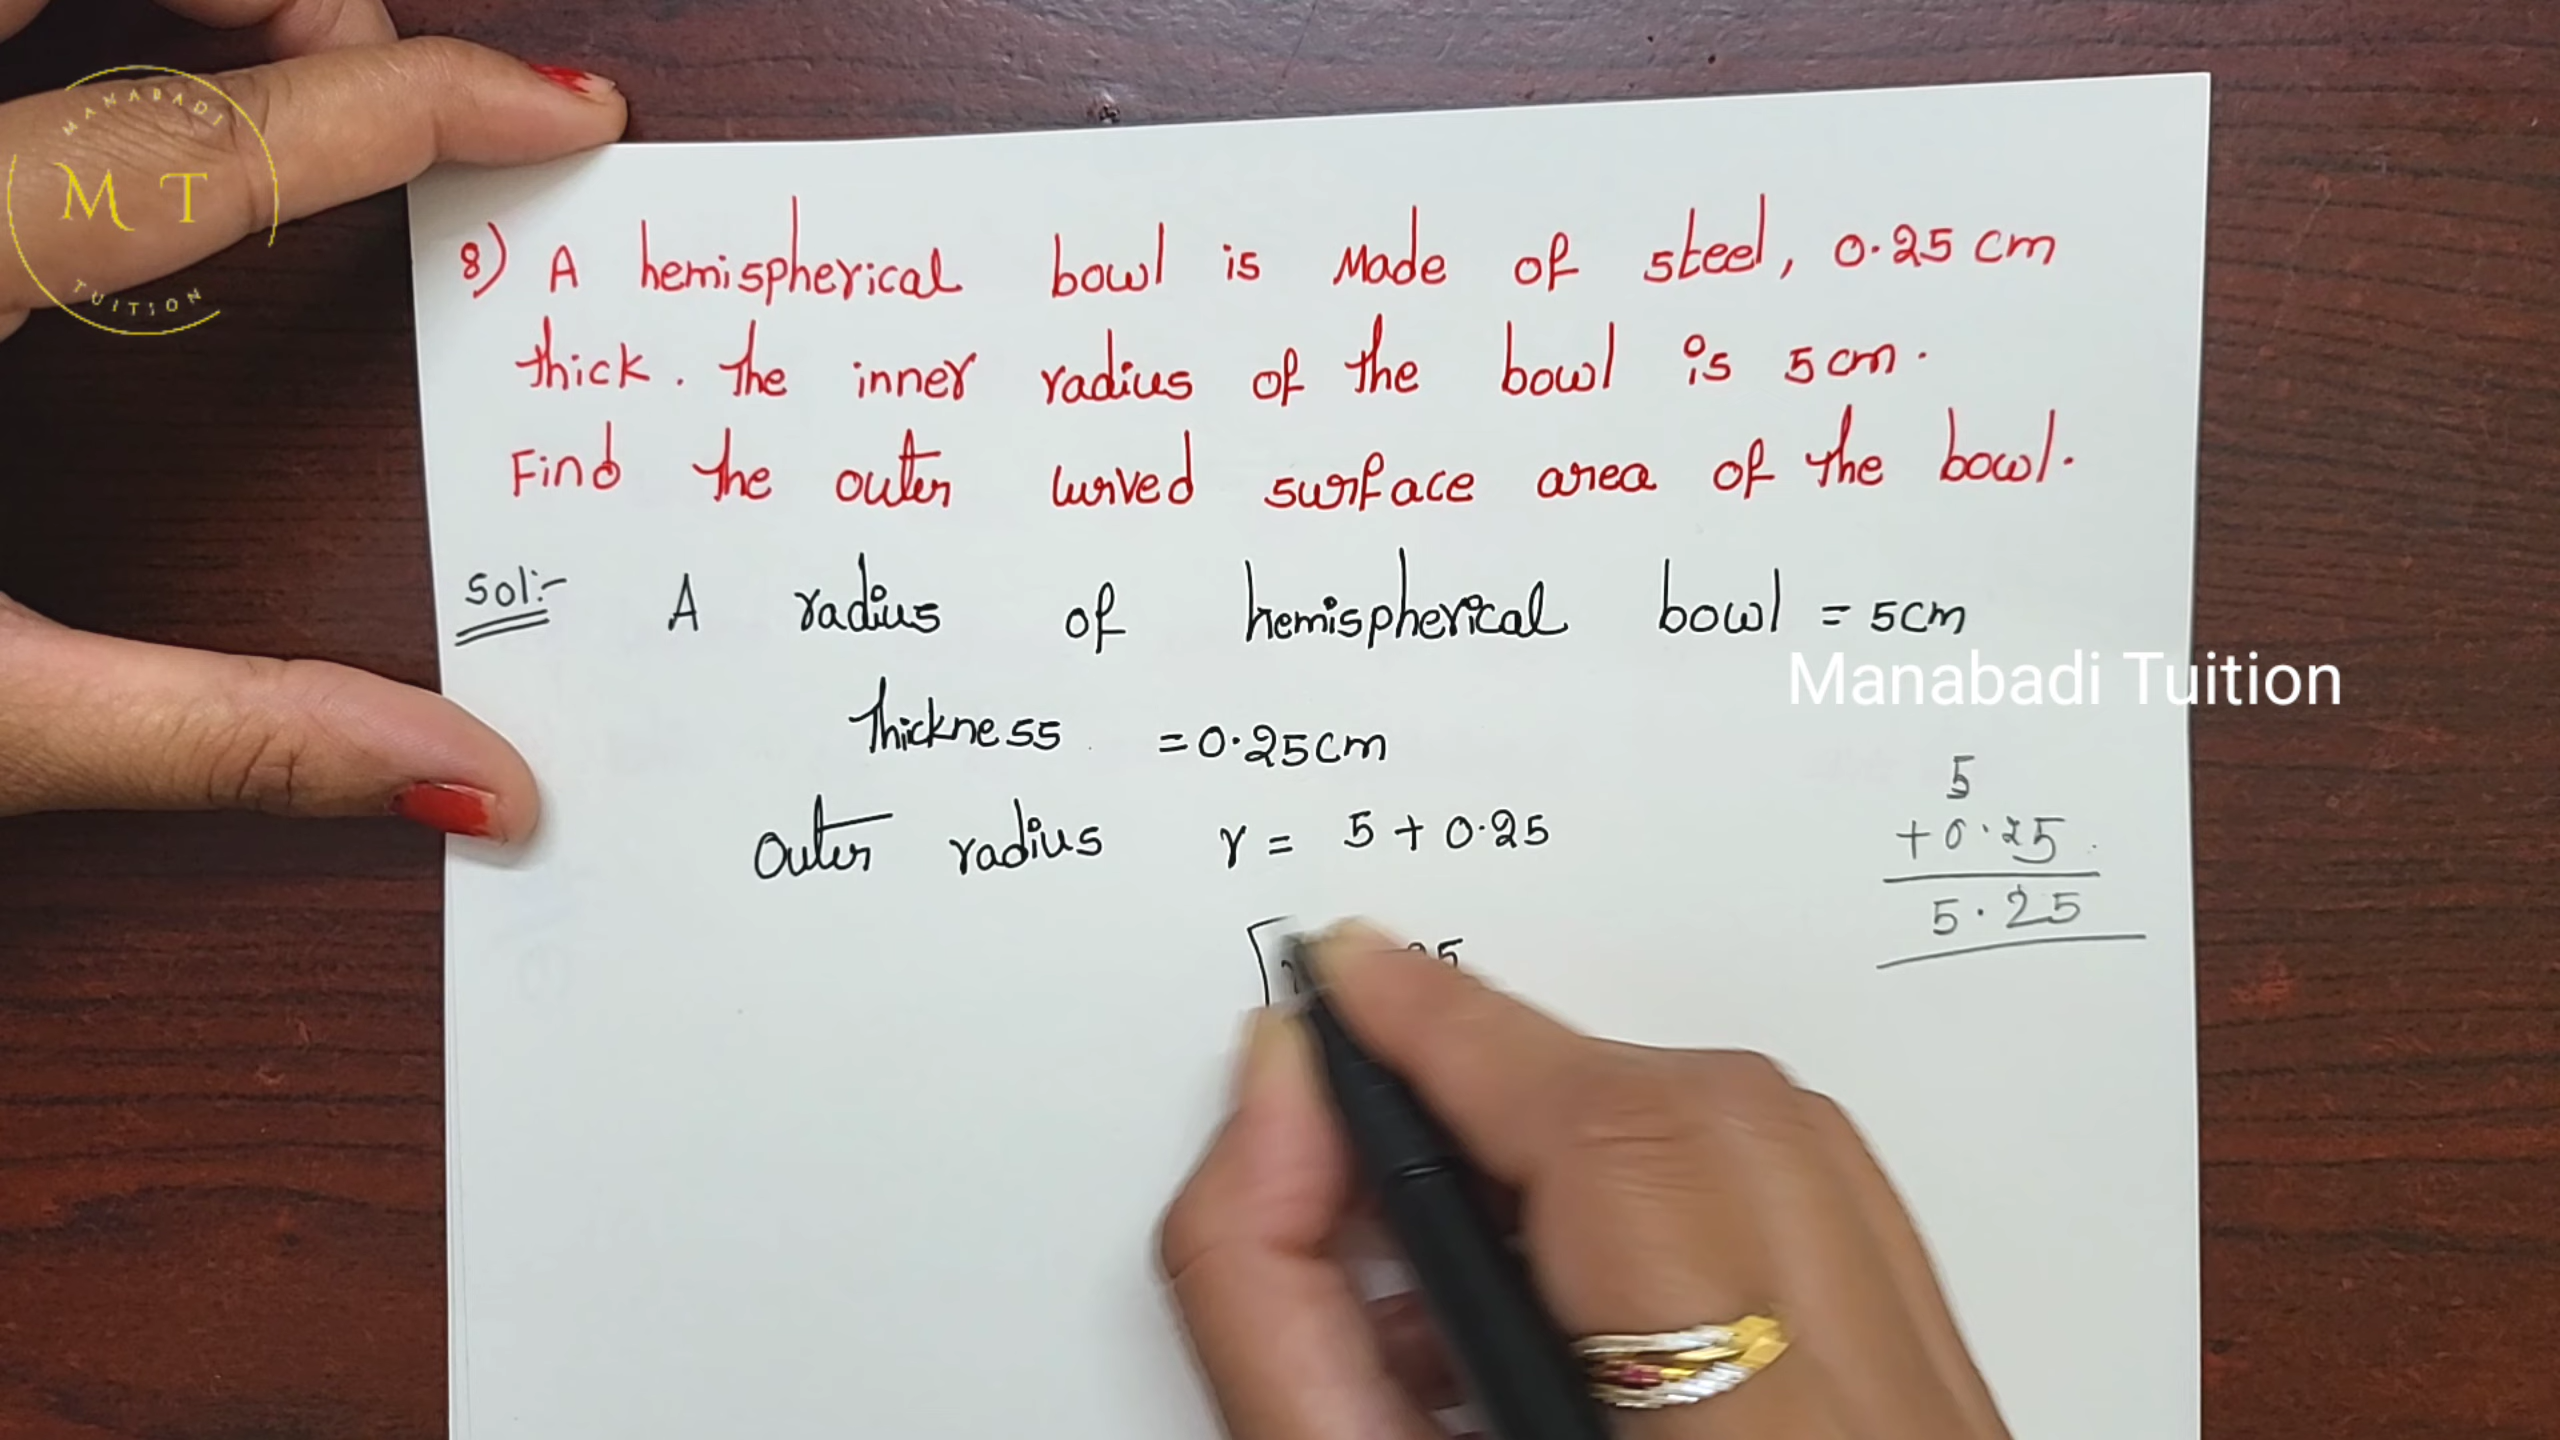 MANABADI
M T
TUITION
8) A hemispherical bowl is Made of steel, 0.25 cm
thick. The inner radius of the bowl is 5cm.
Find the outer curved surface area of the bowl.
Sol:- A radius of hemispherical bowl = 5cm
Manabadi Tuition
Thickness = 0.25cm
Outer radius r = 5 + 0.25
5
+0.25
5.25